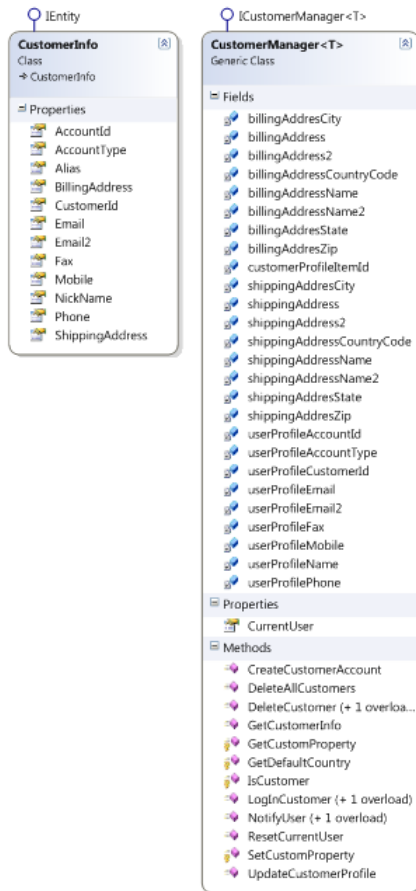 IEntity
CustomerInfo
Class
→ CustomerInfo
Properties
AccountId
AccountType
Alias
BillingAddress
CustomerId
Email
Email2
Fax
Mobile
NickName
Phone
ShippingAddress
ICustomerManager<T>
CustomerManager<T>
Generic Class
Fields
billingAddresCity
billingAddress
billingAddress2
billingAddressCountryCode
billingAddressName
billingAddressName2
billingAddresState
billingAddresZip
customerProfileItemId
shippingAddresCity
shippingAddress
shippingAddress2
shippingAddressCountryCode
shippingAddressName
shippingAddressName2
shippingAddresState
shippingAddresZip
userProfileAccountId
userProfileAccountType
userProfileCustomerId
userProfileEmail
userProfileEmail2
userProfileFax
userProfileMobile
userProfileName
userProfilePhone
Properties
CurrentUser
Methods
CreateCustomerAccount
DeleteAllCustomers
DeleteCustomer (+ 1 overloa...
GetCustomerInfo
GetCustomProperty
GetDefaultCountry
IsCustomer
LogInCustomer (+ 1 overload)
NotifyUser (+ 1 overload)
ResetCurrentUser
SetCustomProperty
UpdateCustomerProfile